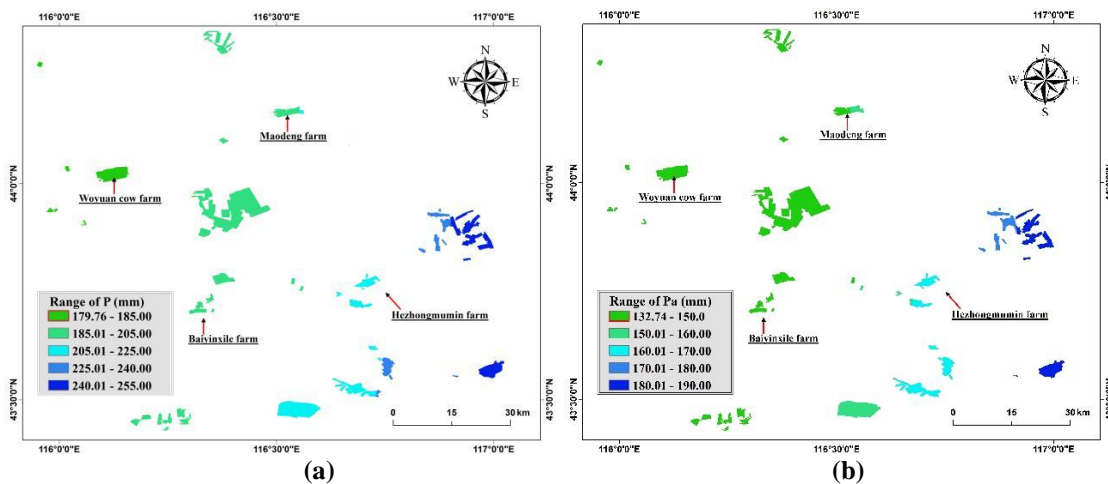 116°0'0"E 116°30'0"E 117°0'0"E
N
W E
S
Maodeng farm
44°0'0"N
Woyuan cow farm
Hezhongmumin farm
Baiyinxile farm
Range of P (mm)
179.76 - 185.00
185.01 - 205.00
205.01 - 225.00
225.01 - 240.00
240.01 - 255.00
43°30'0"N
0 15 30 km
116°0'0"E 116°30'0"E 117°0'0"E
(a)
116°0'0"E 116°30'0"E 117°0'0"E
N
W E
S
Maodeng farm
44°0'0"N
Woyuan cow farm
Hezhongmumin farm
Baiyinxile farm
Range of Pa (mm)
132.74 - 150.0
150.01 - 160.00
160.01 - 170.00
170.01 - 180.00
180.01 - 190.00
43°30'0"N
0 15 30 km
116°0'0"E 116°30'0"E 117°0'0"E
(b)